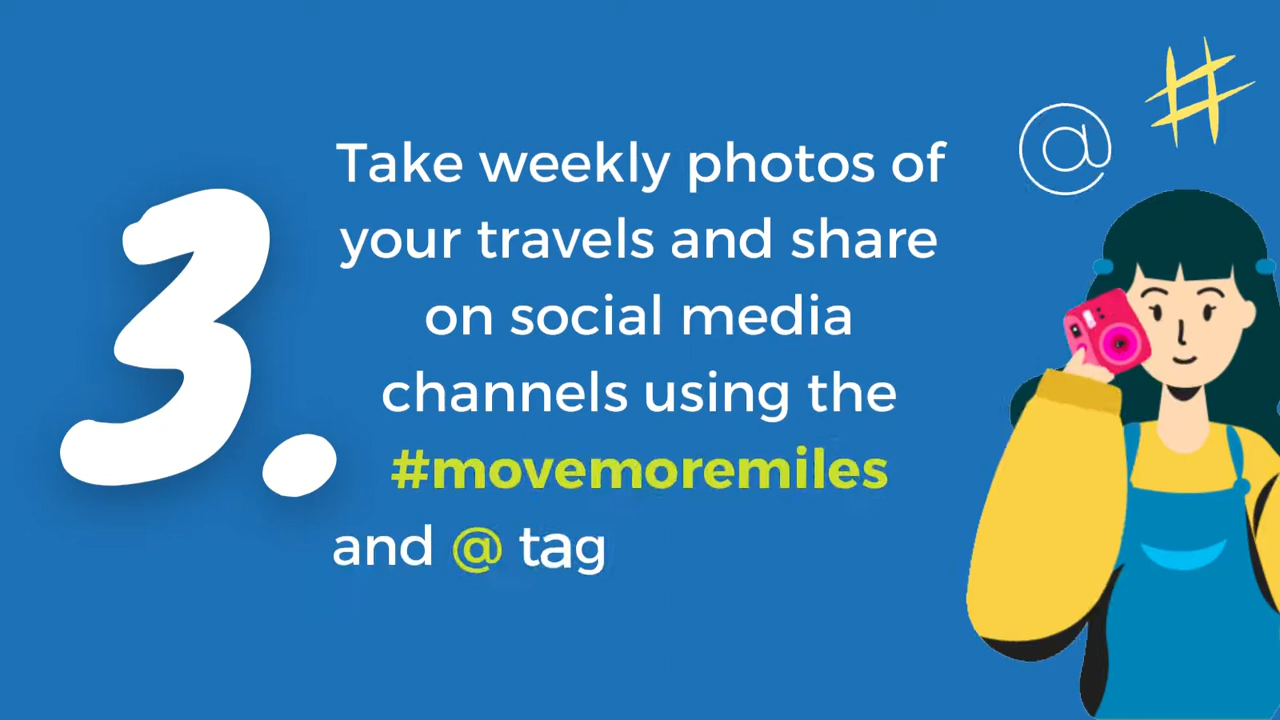 @ #
3.
Take weekly photos of
your travels and share
on social media
channels using the
#movemoremiles
and @ tag